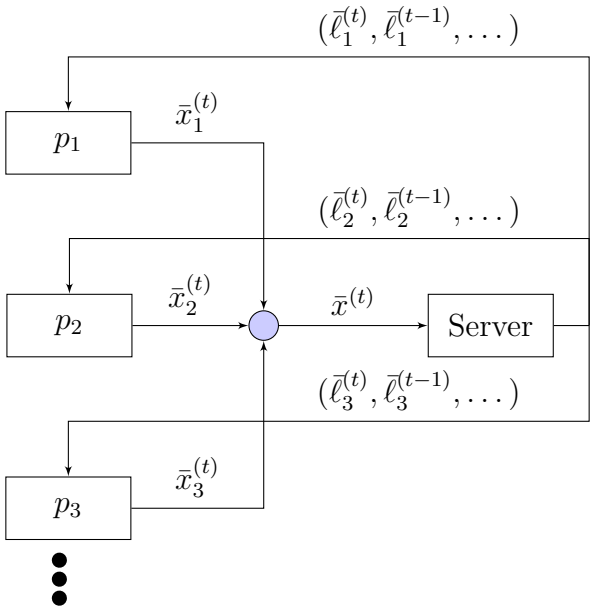 (ℓ̄₁⁽ᵗ⁾, ℓ̄₁⁽ᵗ⁻¹⁾, . . . )
x̄₁⁽ᵗ⁾
p₁
(ℓ̄₂⁽ᵗ⁾, ℓ̄₂⁽ᵗ⁻¹⁾, . . . )
x̄₂⁽ᵗ⁾ x̄⁽ᵗ⁾
p₂ Server
(ℓ̄₃⁽ᵗ⁾, ℓ̄₃⁽ᵗ⁻¹⁾, . . . )
x̄₃⁽ᵗ⁾
p₃